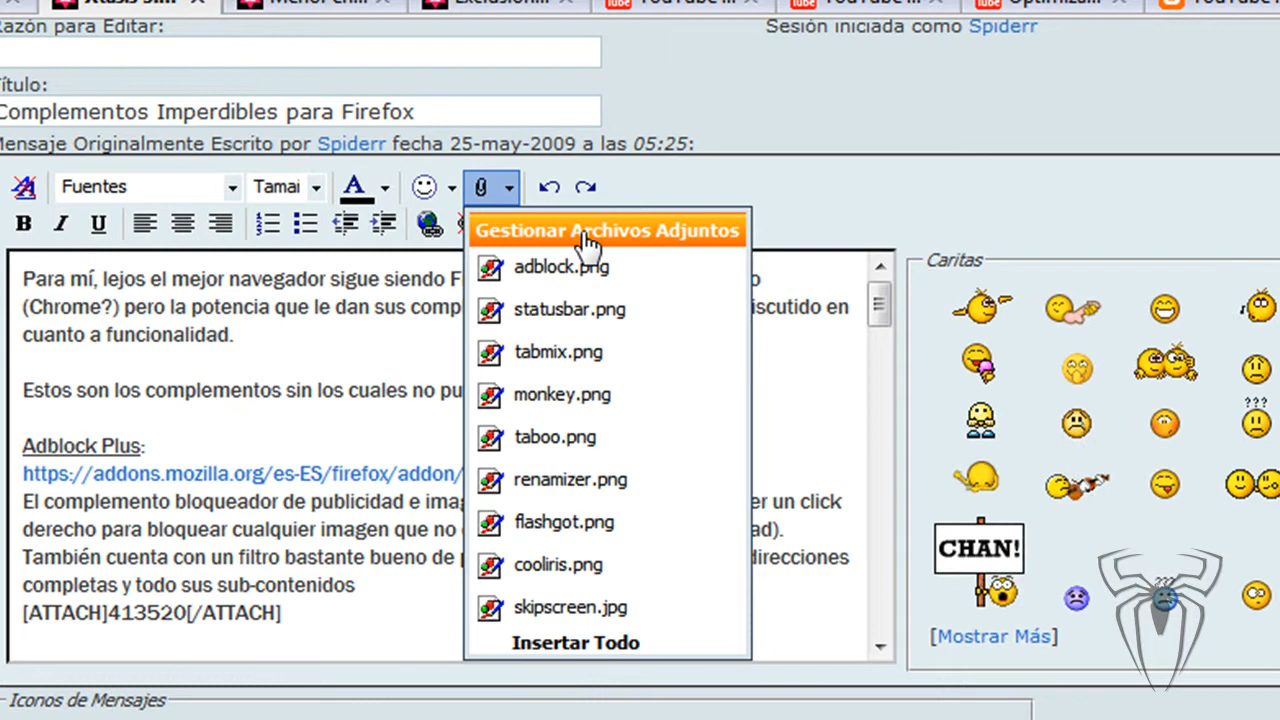 Menor
YouTube
YouTube
Optimiza...
YouTube
Razón para Editar:
Sesión iniciada como Spiderr
Título:
Complementos Imperdibles para Firefox
Mensaje Originalmente Escrito por Spiderr fecha 25-may-2009 a las 05:25:
Fuentes
Tamai
A
B I U
Gestionar Archivos Adjuntos
adblock.png
statusbar.png
tabmix.png
monkey.png
taboo.png
renamizer.png
flashgot.png
cooliris.png
skipscreen.jpg
Insertar Todo
Para mí, lejos el mejor navegador sigue siendo F
(Chrome?) pero la potencia que le dan sus comp iscutido en
cuanto a funcionalidad.
Estos son los complementos sin los cuales no pu
Adblock Plus:
https://addons.mozilla.org/es-ES/firefox/addon/
El complemento bloqueador de publicidad e imag er un click
derecho para bloquear cualquier imagen que no ad).
También cuenta con un filtro bastante bueno de direcciones
completas y todo sus sub-contenidos
[ATTACH]413520[/ATTACH]
Caritas
???
CHAN!
[Mostrar Más]
Iconos de Mensajes